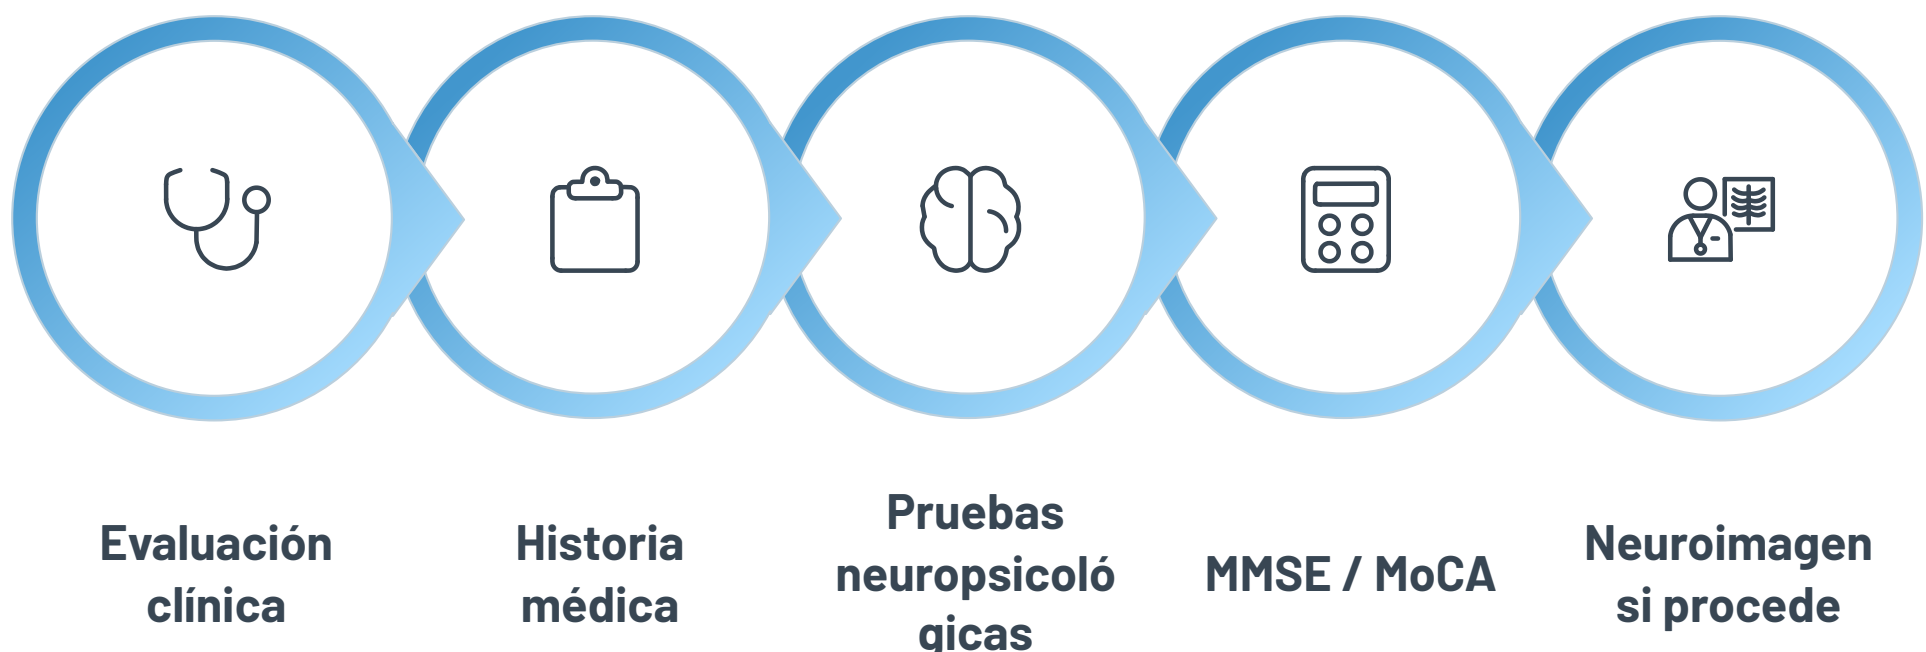 Evaluación
clínica
Historia
médica
Pruebas
neuropsicoló
gicas
MMSE / MoCA
Neuroimagen
si procede